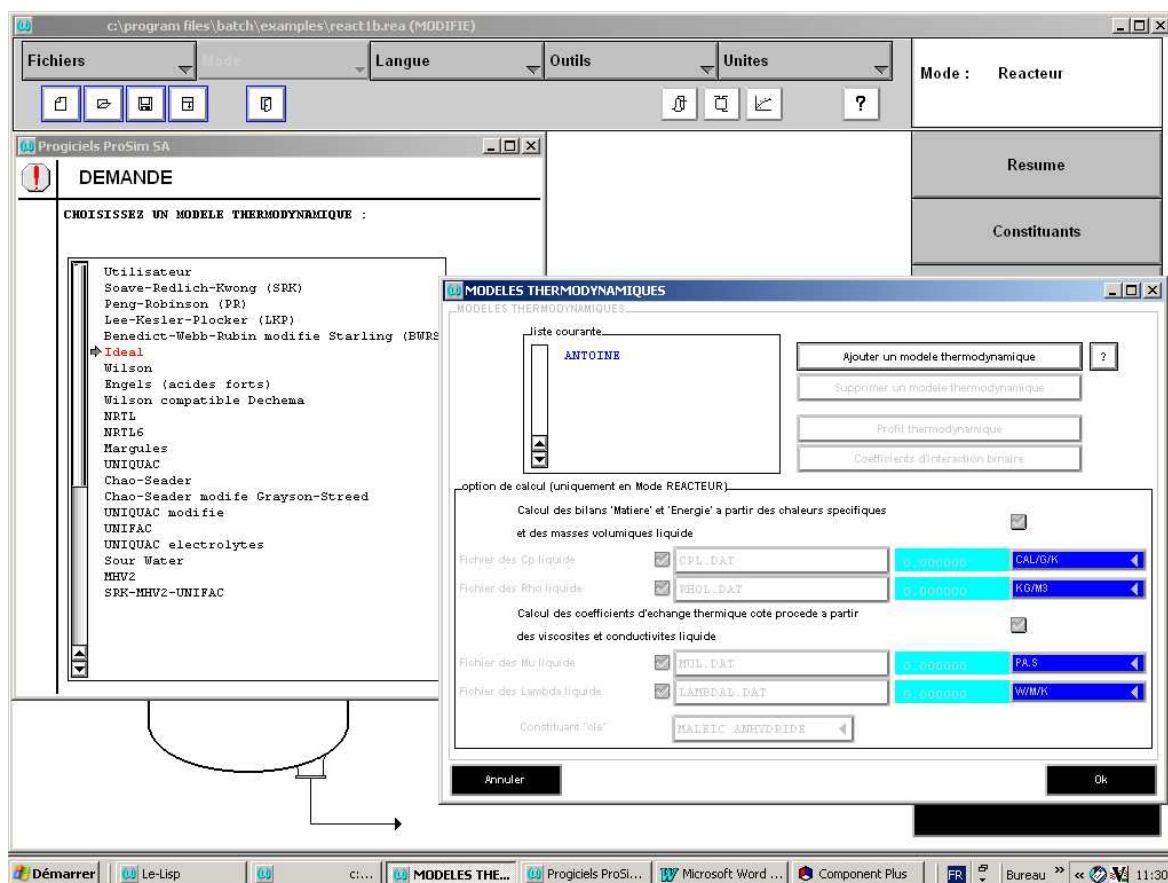 c:\program files\batch\examples\react1b.rea (MODIFIE)
Fichiers
Mode
Langue
Outils
Unites
Mode : Reacteur
?
Progiciels ProSim SA
Resume
DEMANDE
CHOISISSEZ UN MODELE THERMODYNAMIQUE :
Constituants
Utilisateur
Soave-Redlich-Kwong (SRK)
Peng-Robinson (PR)
Lee-Kesler-Plocker (LKP)
Benedict-Webb-Rubin modifie Starling (BWRS
Ideal
Wilson
Engels (acides forts)
Wilson compatible Dechema
NRTL
NRTL6
Margules
UNIQUAC
Chao-Seader
Chao-Seader modife Grayson-Streed
UNIQUAC modifie
UNIFAC
UNIQUAC electrolytes
Sour Water
MHV2
SRK-MHV2-UNIFAC
MODELES THERMODYNAMIQUES
MODELES THERMODYNAMIQUES
liste courante
ANTOINE
Ajouter un modele thermodynamique
?
Supprimer un modele thermodynamique
Profil thermodynamique
Coefficients d'interaction binaire
option de calcul (uniquement en Mode REACTEUR)
Calcul des bilans 'Matiere' et 'Energie' a partir des chaleurs specifiques
et des masses volumiques liquide
Fichier des Cp liquide CPL.DAT 0.000000 CAL/G/K
Fichier des Rho liquide RHOL.DAT 0.000000 KG/M3
Calcul des coefficients d'echange thermique cote procede a partir
des viscosites et conductivites liquide
Fichier des Mu liquide MUL.DAT 0.000000 PA.S
Fichier des Lambda liquide LAMBDAL.DAT 0.000000 W/M/K
Constituant "cle" MALEIC ANHYDRIDE
Annuler
Ok
Démarrer
Le-Lisp
c:...
MODELES THE...
Progiciels ProSi...
Microsoft Word ...
Component Plus
FR
Bureau »
«
11:30